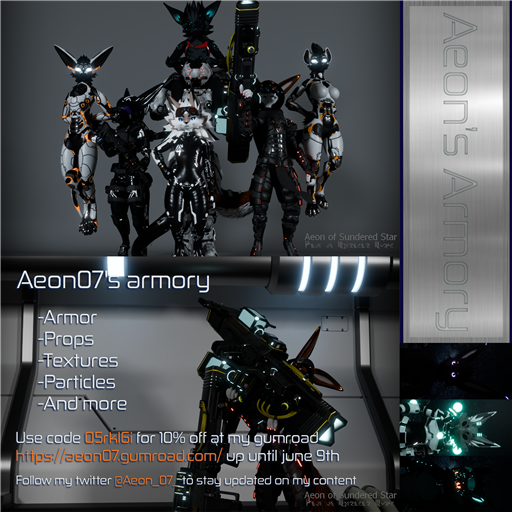 Aeon of Sundered Star
Aeon's Armory
Aeon07's armory
-Armor
-Props
-Textures
-Particles
-And more
Use code 05rkl6i for 10% off at my gumroad
https://aeon07.gumroad.com/ up until june 9th
Follow my twitter @Aeon_07_ to stay updated on my content
Aeon of Sundered Star